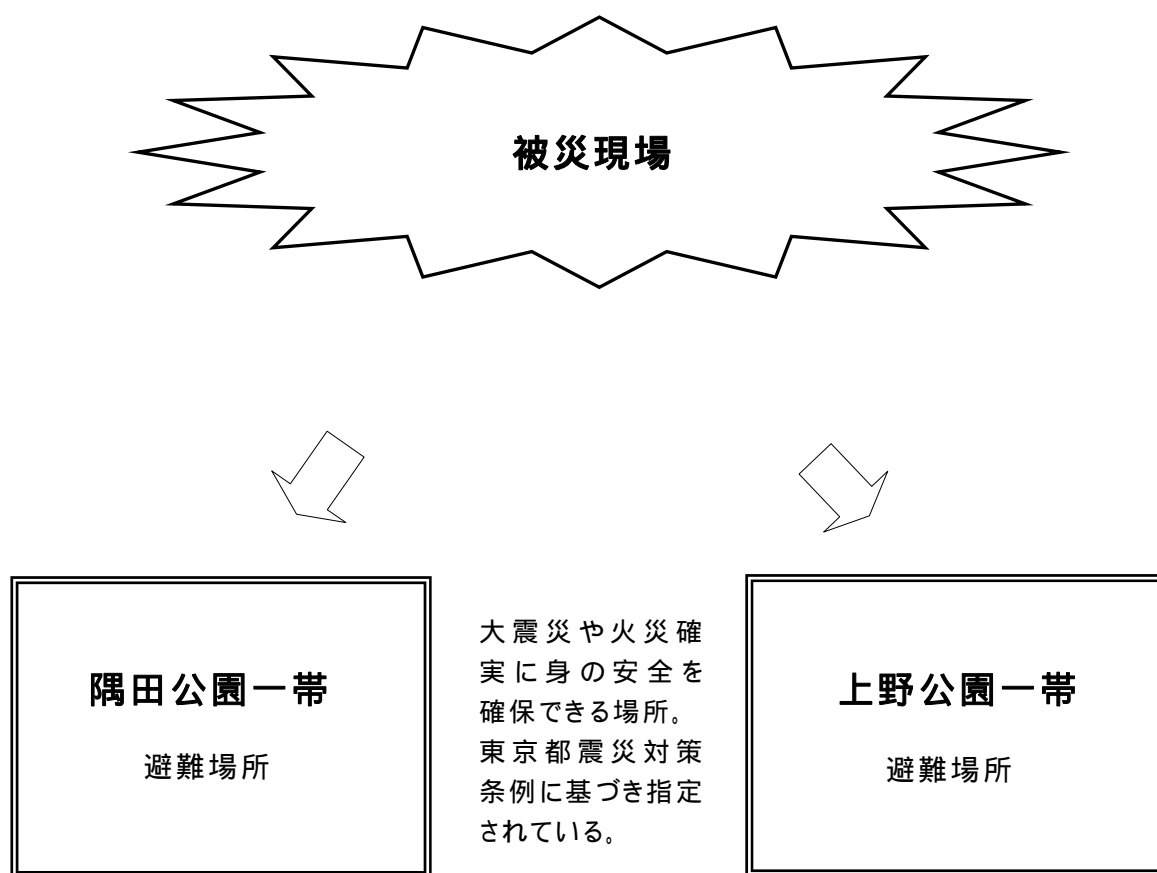 被災現場
隅田公園一帯
避難場所
大震災や火災確
実に身の安全を
確保できる場所。
東京都震災対策
条例に基づき指定
されている。
上野公園一帯
避難場所